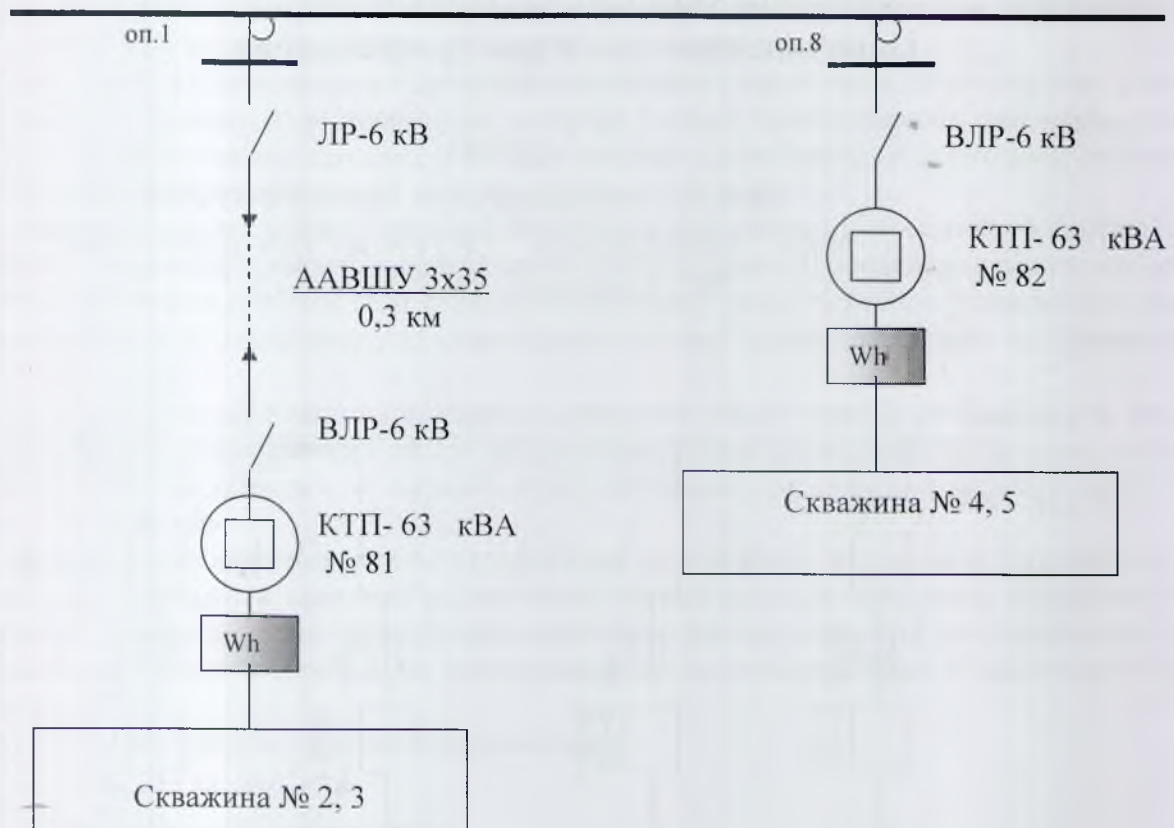 оп.1
ЛР-6 кВ
ААВШУ 3х35
0,3 км
ВЛР-6 кВ
КТП- 63 кВА
№ 81
Wh
Скважина № 2, 3
оп.8
ВЛР-6 кВ
КТП- 63 кВА
№ 82
Wh
Скважина № 4, 5